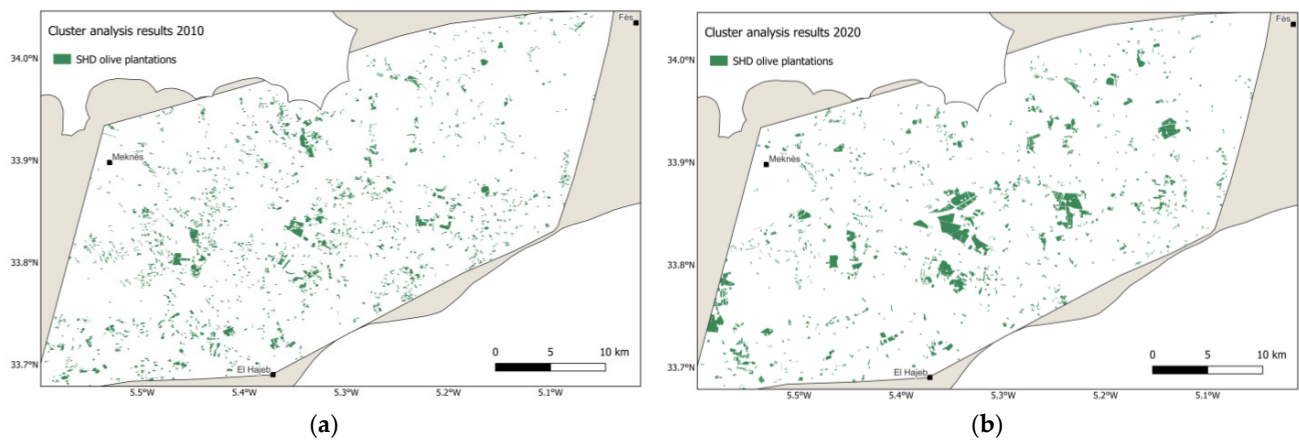 Cluster analysis results 2010
SHD olive plantations
Fès
Meknès
El Hajeb
34.0°N
33.9°N
33.8°N
33.7°N
0 5 10 km
5.5°W 5.4°W 5.3°W 5.2°W 5.1°W
(a)
Cluster analysis results 2020
SHD olive plantations
Fès
Meknès
El Hajeb
34.0°N
33.9°N
33.8°N
33.7°N
0 5 10 km
5.5°W 5.4°W 5.3°W 5.2°W 5.1°W
(b)